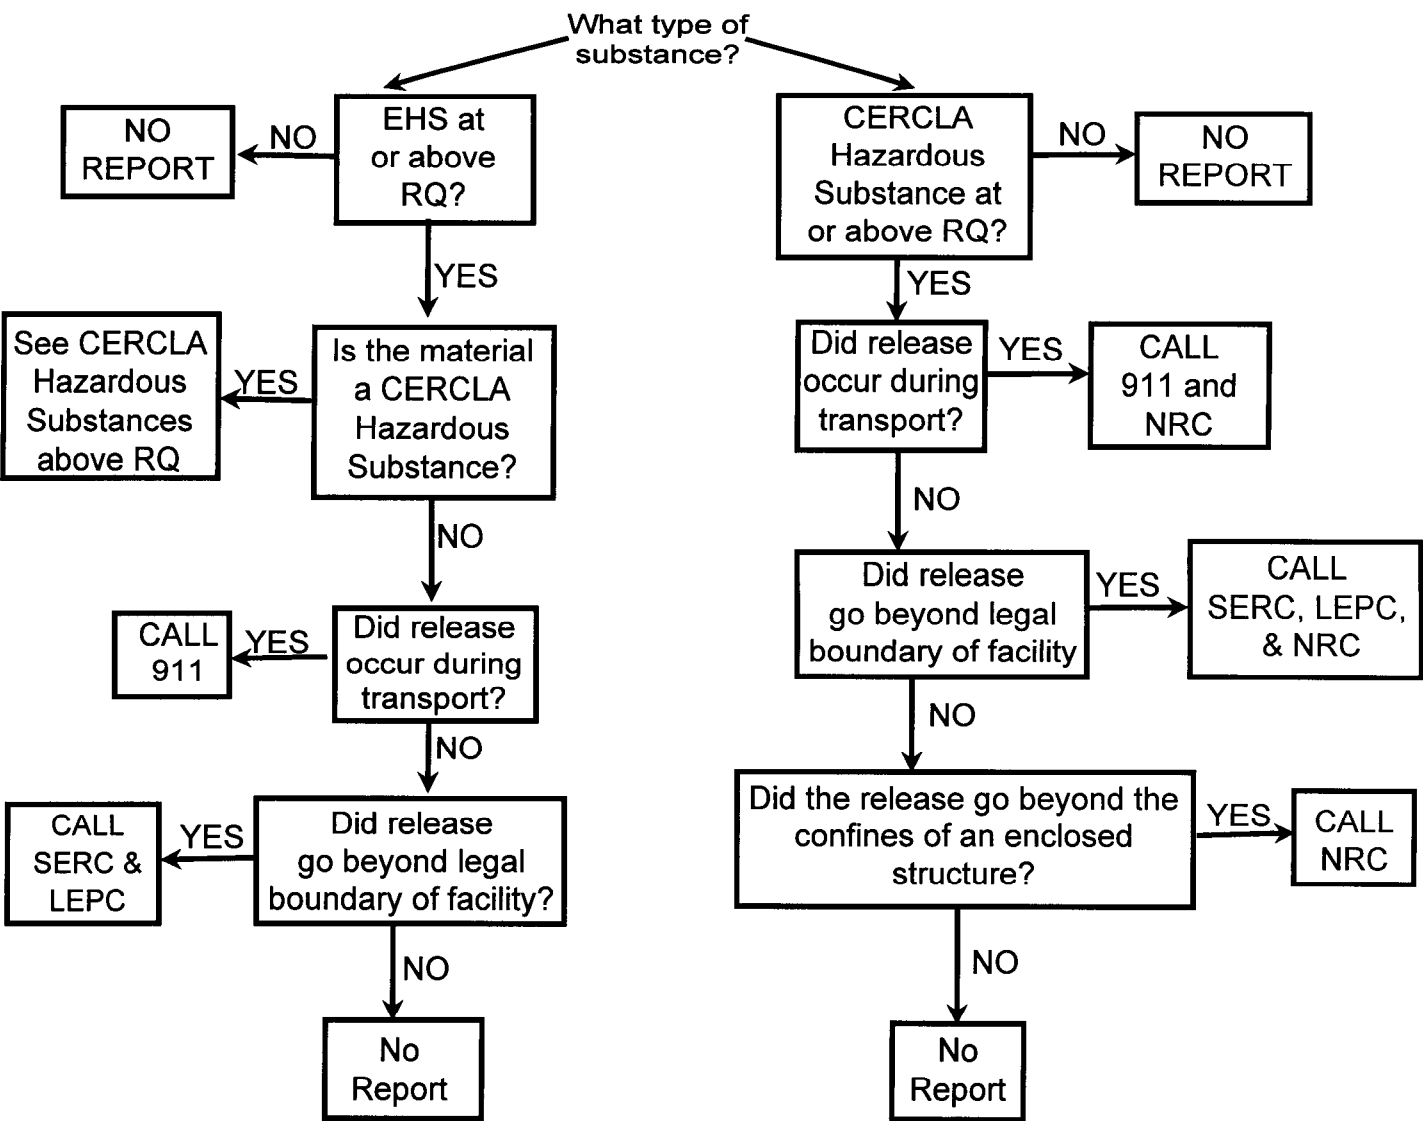 What type of
substance?
NO
REPORT
NO
EHS at
or above
RQ?
YES
See CERCLA
Hazardous
Substances
above RQ
YES
Is the material
a CERCLA
Hazardous
Substance?
NO
CALL
911
YES
Did release
occur during
transport?
NO
CALL
SERC &
LEPC
YES
Did release
go beyond legal
boundary of facility?
NO
No
Report
CERCLA
Hazardous
Substance at
or above RQ?
NO
NO
REPORT
YES
Did release
occur during
transport?
YES
CALL
911 and
NRC
NO
Did release
go beyond legal
boundary of facility
YES
CALL
SERC, LEPC,
& NRC
NO
Did the release go beyond the
confines of an enclosed
structure?
YES
CALL
NRC
NO
No
Report